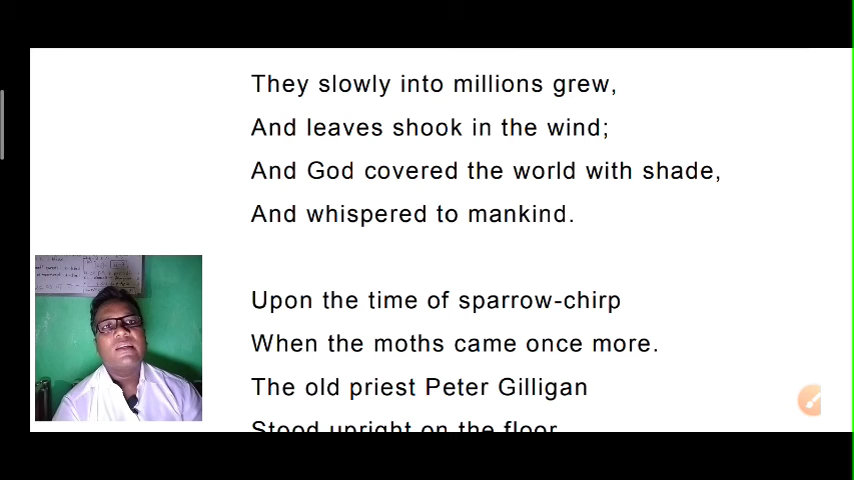 They slowly into millions grew,
And leaves shook in the wind;
And God covered the world with shade,
And whispered to mankind.
Upon the time of sparrow-chirp
When the moths came once more.
The old priest Peter Gilligan
Stood upright on the floor